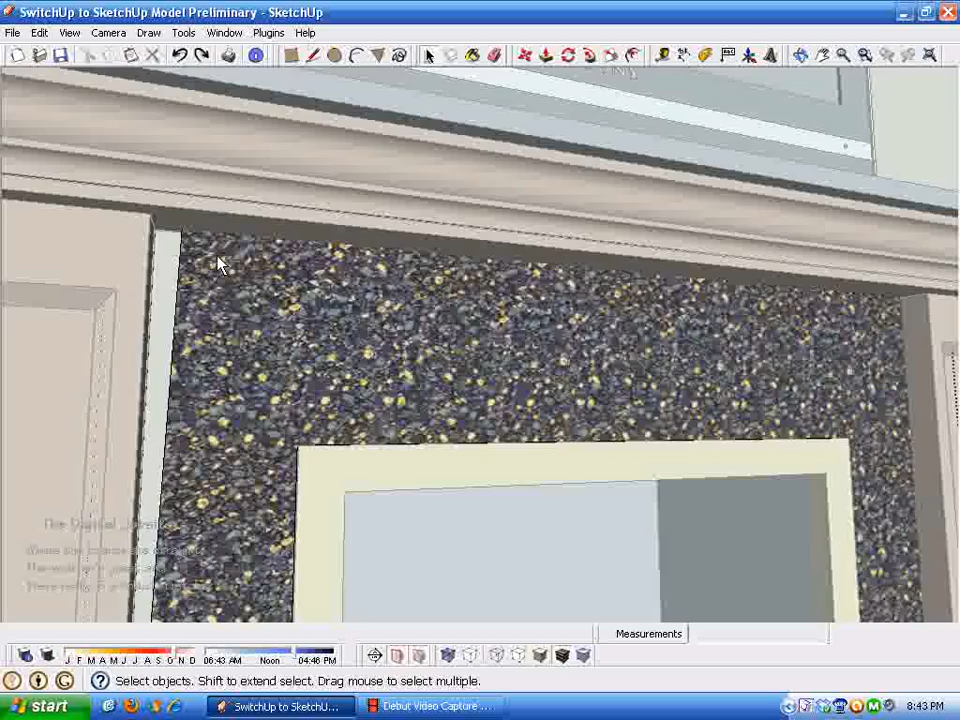 SwitchUp to SketchUp Model Preliminary - SketchUp
File Edit View Camera Draw Tools Window Plugins Help
Measurements
J F M A M J J A S O N D 06:43 AM Noon 04:46 PM
Select objects. Shift to extend select. Drag mouse to select multiple.
start SwitchUp to SketchU... Debut Video Capture ... 8:43 PM